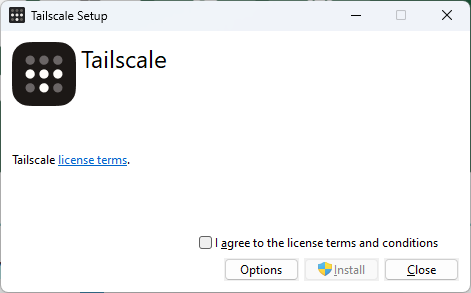 Tailscale Setup
Tailscale
Tailscale license terms.
I agree to the license terms and conditions
Options
Install
Close